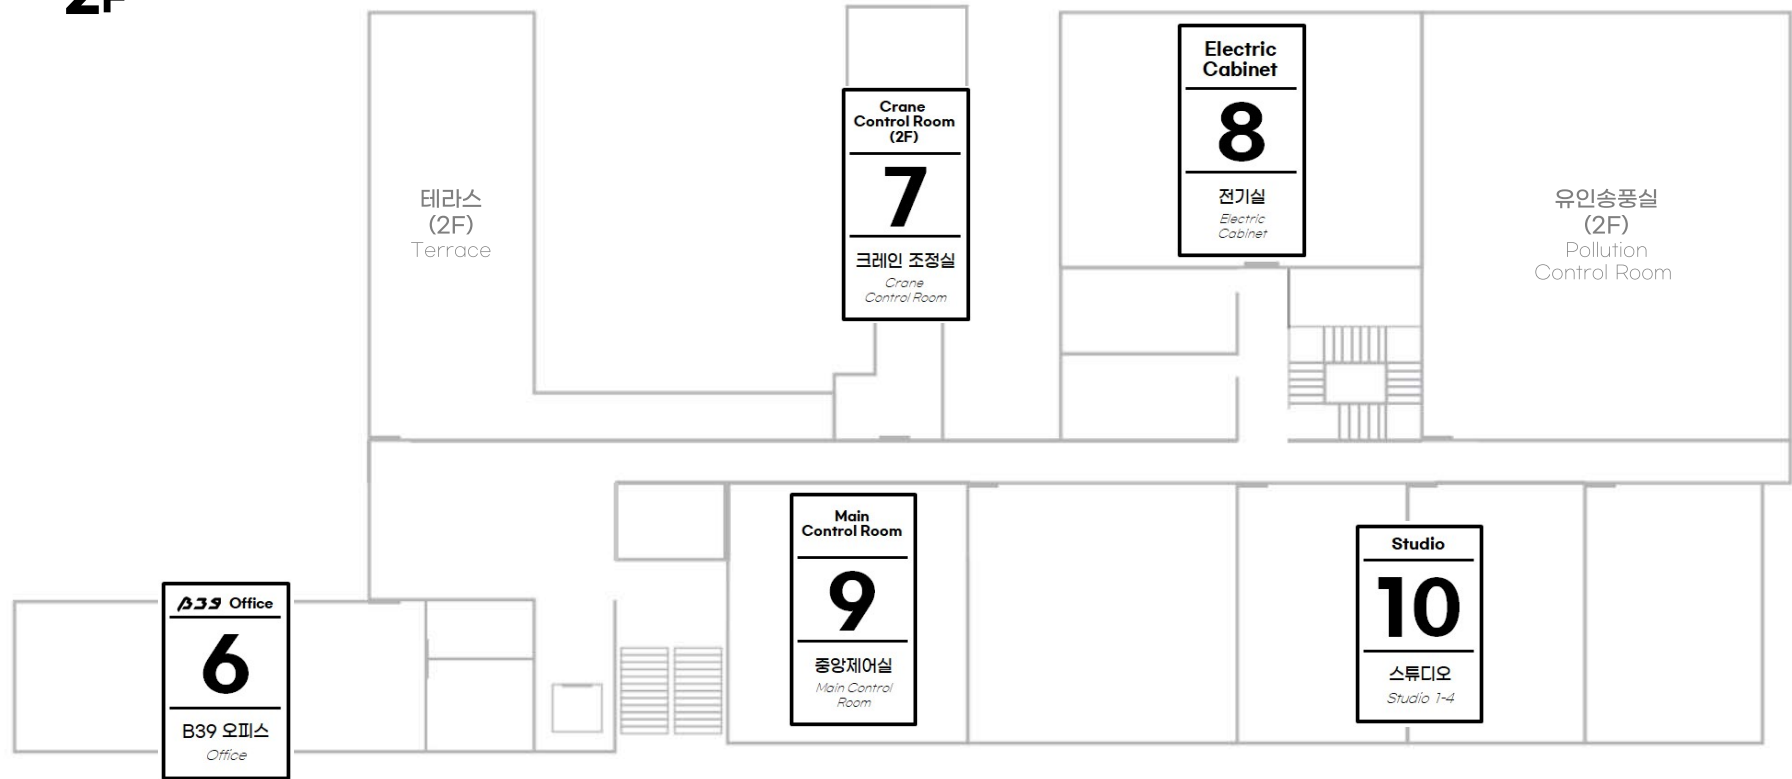 2F
테라스
(2F)
Terrace
Crane
Control Room
(2F)
7
크레인 조정실
Crane
Control Room
Electric
Cabinet
8
전기실
Electric
Cabinet
유인송풍실
(2F)
Pollution
Control Room
B39 Office
6
B39 오피스
Office
Main
Control Room
9
중앙제어실
Main Control
Room
Studio
10
스튜디오
Studio 1-4